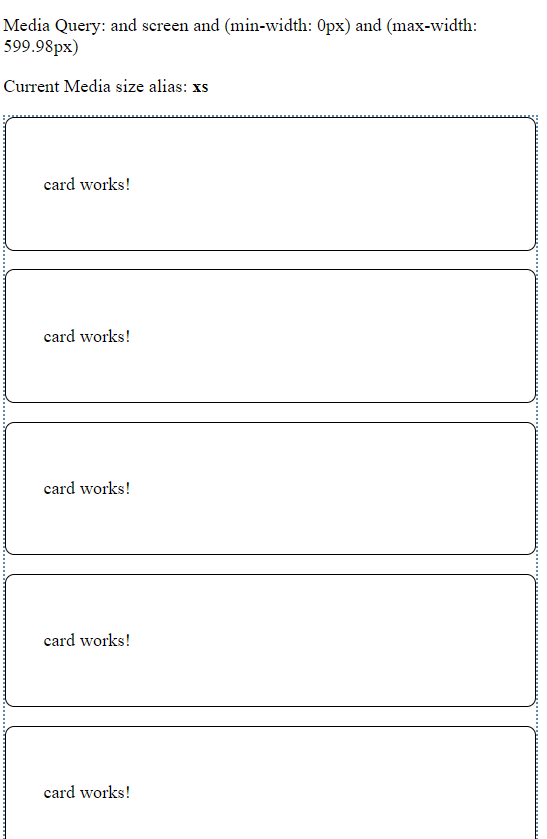 Media Query: and screen and (min-width: 0px) and (max-width:
599.98px)
Current Media size alias: xs
card works!
card works!
card works!
card works!
card works!